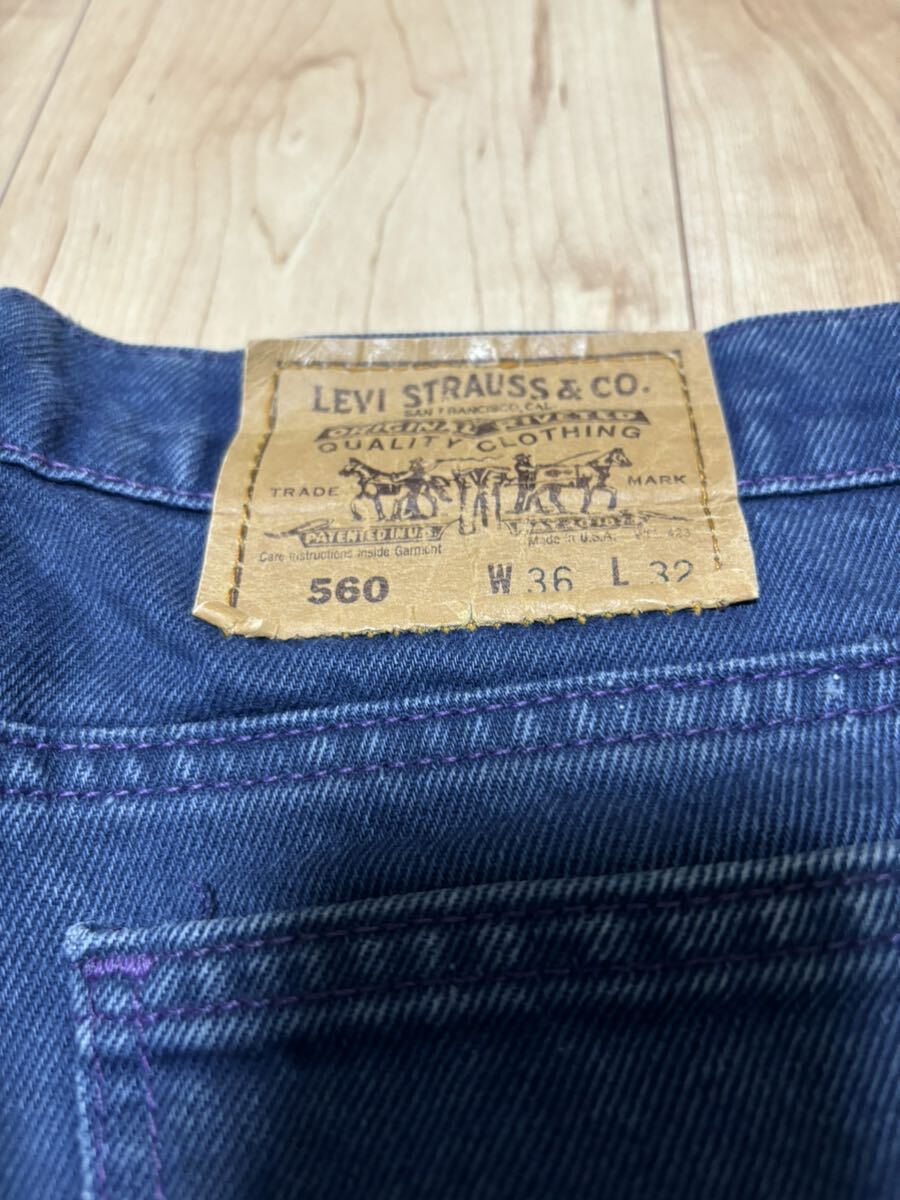 LEVI STRAUSS & CO.
SAN FRANCISCO, CAL.
ORIGINAL RIVETED
QUALITY CLOTHING
TRADE MARK
PATENTED IN U.S.
Made in U.S.A.
Care Instructions Inside Garment
560 W 36 L 32